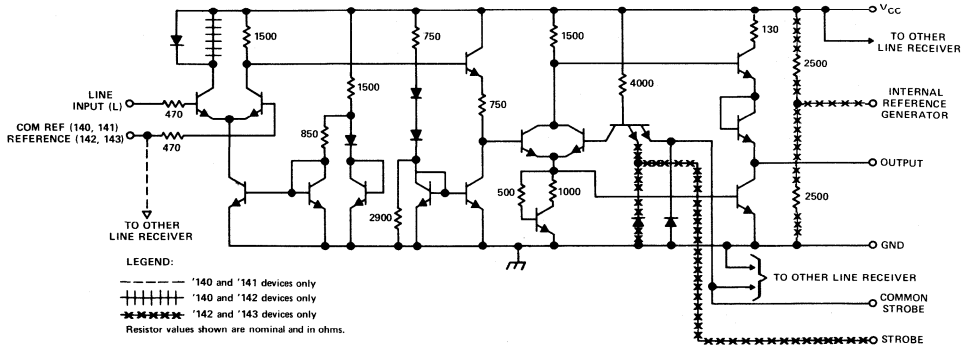 VCC
TO OTHER
LINE RECEIVER
1500
750
1500
130
2500
4000
LINE
INPUT (L)
470
1500
750
INTERNAL
REFERENCE
GENERATOR
COM REF (140, 141)
REFERENCE (142, 143)
470
850
OUTPUT
2900
500
1000
2500
TO OTHER
LINE RECEIVER
GND
TO OTHER LINE RECEIVER
COMMON
STROBE
STROBE
LEGEND:
'140 and '141 devices only
'140 and '142 devices only
'142 and '143 devices only
Resistor values shown are nominal and in ohms.